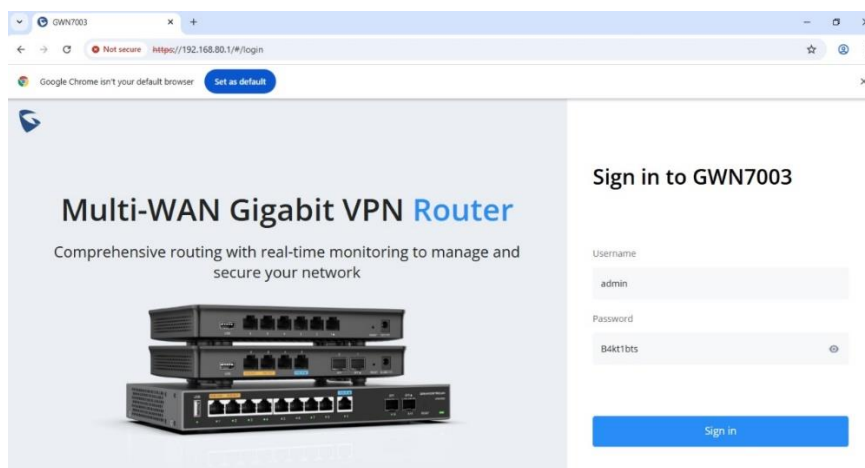 GWN7003
Not secure https://192.168.80.1/#/login
Google Chrome isn't your default browser Set as default
Multi-WAN Gigabit VPN Router
Comprehensive routing with real-time monitoring to manage and
secure your network
Sign in to GWN7003
Username
admin
Password
B4kt1bts
Sign in